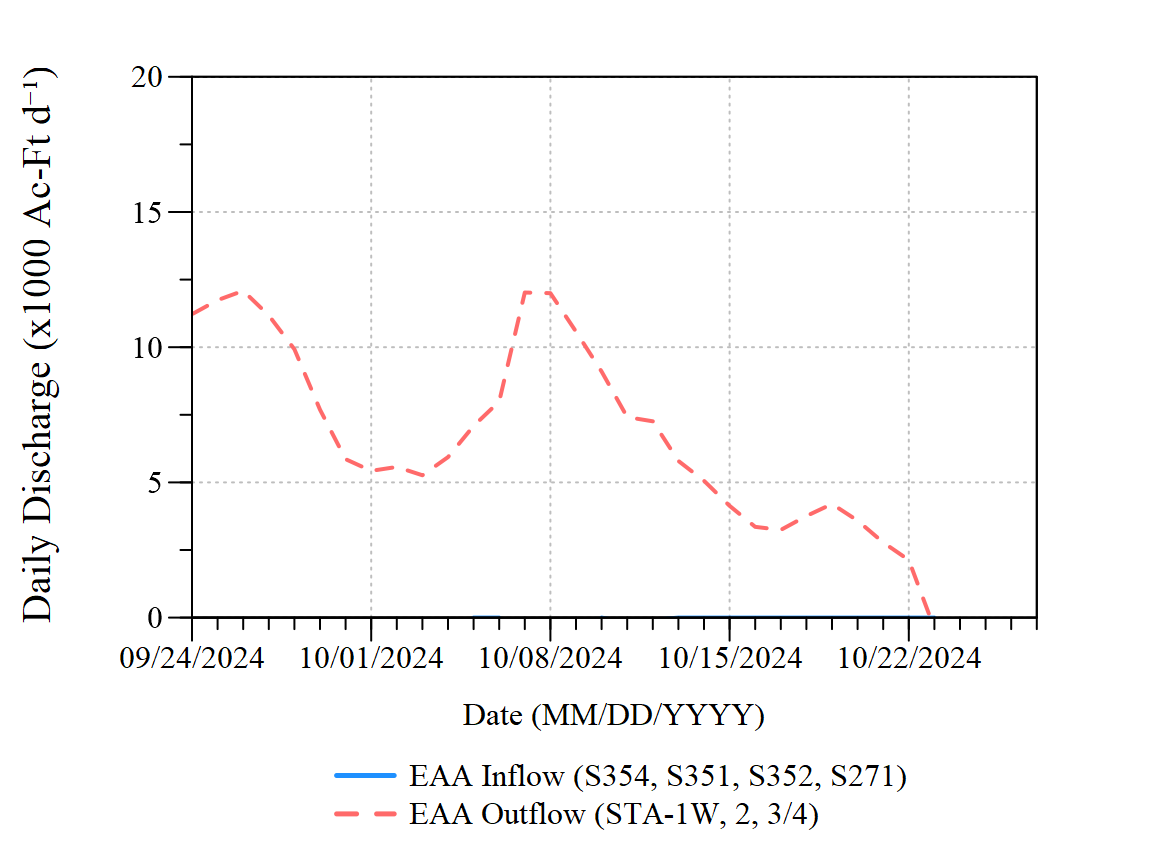 Daily Discharge (x1000 Ac-Ft d⁻¹)
20
15
10
5
0
09/24/2024 10/01/2024 10/08/2024 10/15/2024 10/22/2024
Date (MM/DD/YYYY)
EAA Inflow (S354, S351, S352, S271)
EAA Outflow (STA-1W, 2, 3/4)